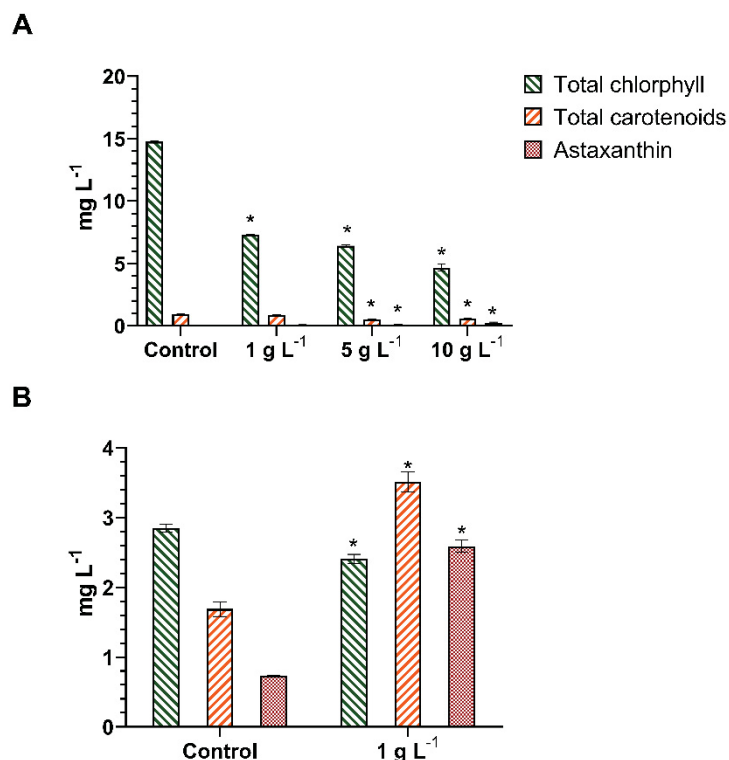 A
20
15
10
5
0
mg L⁻¹
Total chlorphyll
Total carotenoids
Astaxanthin
*
*
* *
*
* *
Control 1 g L⁻¹ 5 g L⁻¹ 10 g L⁻¹
B
4
3
2
1
0
mg L⁻¹
*
*
*
Control 1 g L⁻¹